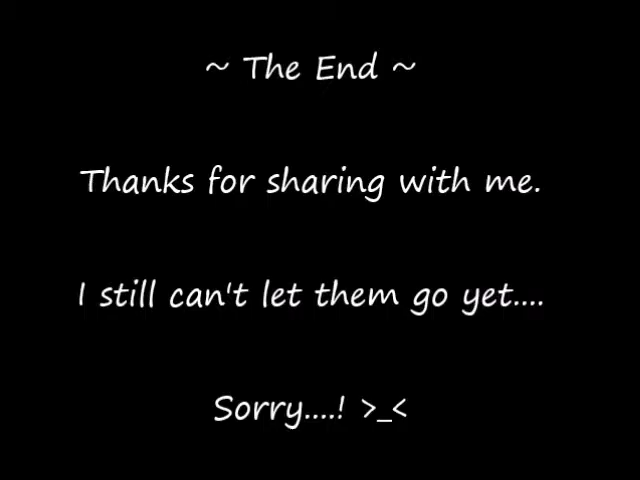 ~ The End ~
Thanks for sharing with me.
I still can't let them go yet....
Sorry....! >_<